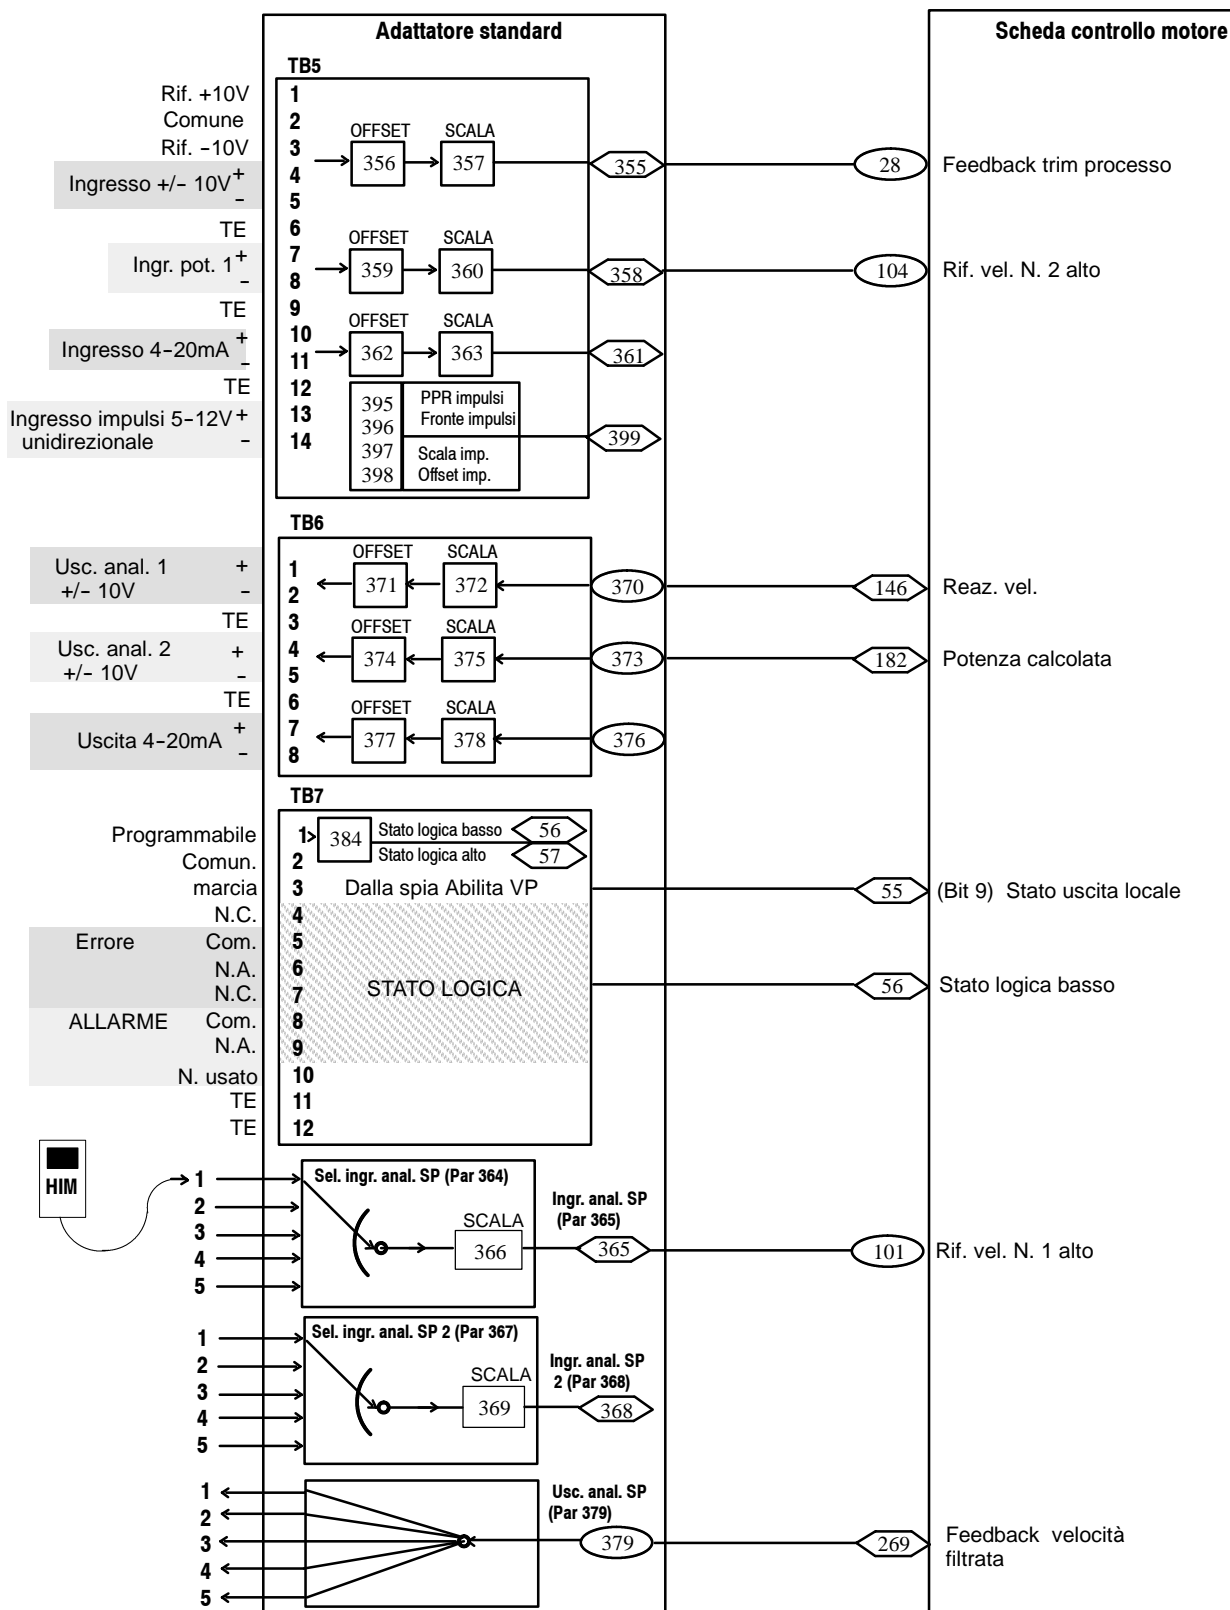 Adattatore standard
Scheda controllo motore
TB5
Rif. +10V
Comune
Rif. -10V
Ingresso +/- 10V + -
TE
Ingr. pot. 1 + -
TE
Ingresso 4-20mA + -
TE
Ingresso impulsi 5-12V +
unidirezionale -
1
2
3
4
5
6
7
8
9
10
11
12
13
14
OFFSET SCALA
356 357 355 28 Feedback trim processo
OFFSET SCALA
359 360 358 104 Rif. vel. N. 2 alto
OFFSET SCALA
362 363 361
395 PPR impulsi
396 Fronte impulsi
399
397 Scala imp.
398 Offset imp.
TB6
Usc. anal. 1 +
+/- 10V -
TE
Usc. anal. 2 +
+/- 10V -
TE
Uscita 4-20mA + -
1
2
3
4
5
6
7
8
OFFSET SCALA
371 372 370 146 Reaz. vel.
OFFSET SCALA
374 375 373 182 Potenza calcolata
OFFSET SCALA
377 378 376
TB7
Programmabile 1 384 Stato logica basso 56
Comun. 2 Stato logica alto 57
marcia 3 Dalla spia Abilita VP 55 (Bit 9) Stato uscita locale
N.C. 4
Errore Com. 5
N.A. 6
N.C. 7 STATO LOGICA 56 Stato logica basso
ALLARME Com. 8
N.A. 9
N. usato 10
TE 11
TE 12
HIM
1
2
3
4
5
Sel. ingr. anal. SP (Par 364)
SCALA
366
Ingr. anal. SP
(Par 365)
365 101 Rif. vel. N. 1 alto
1
2
3
4
5
Sel. ingr. anal. SP 2 (Par 367)
SCALA
369
Ingr. anal. SP
2 (Par 368)
368
1
2
3
4
5
Usc. anal. SP
(Par 379)
379 269 Feedback velocità
filtrata